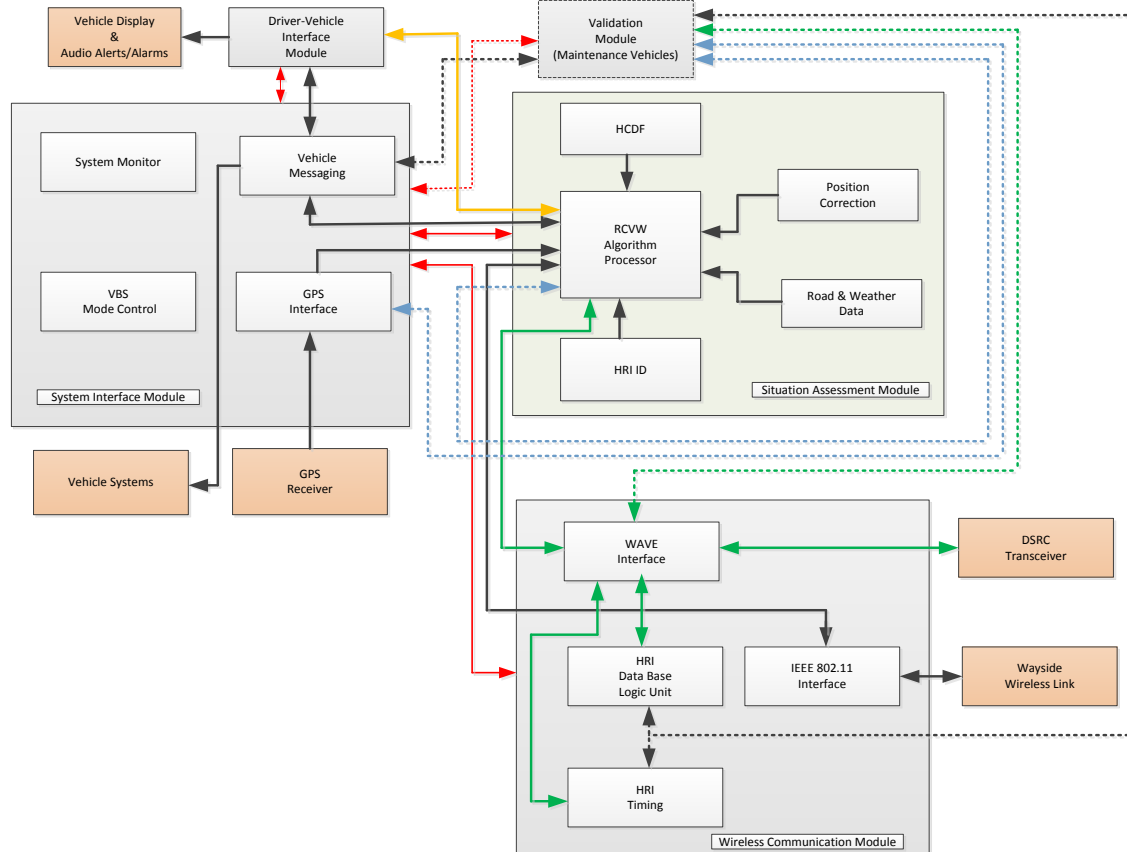 Vehicle Display
&
Audio Alerts/Alarms
Driver-Vehicle
Interface
Module
Validation
Module
(Maintenance Vehicles)
System Monitor
Vehicle
Messaging
VBS
Mode Control
GPS
Interface
System Interface Module
HCDF
RCVW
Algorithm
Processor
Position
Correction
Road & Weather
Data
HRI ID
Situation Assessment Module
Vehicle Systems
GPS
Receiver
WAVE
Interface
DSRC
Transceiver
HRI
Data Base
Logic Unit
IEEE 802.11
Interface
Wayside
Wireless Link
HRI
Timing
Wireless Communication Module